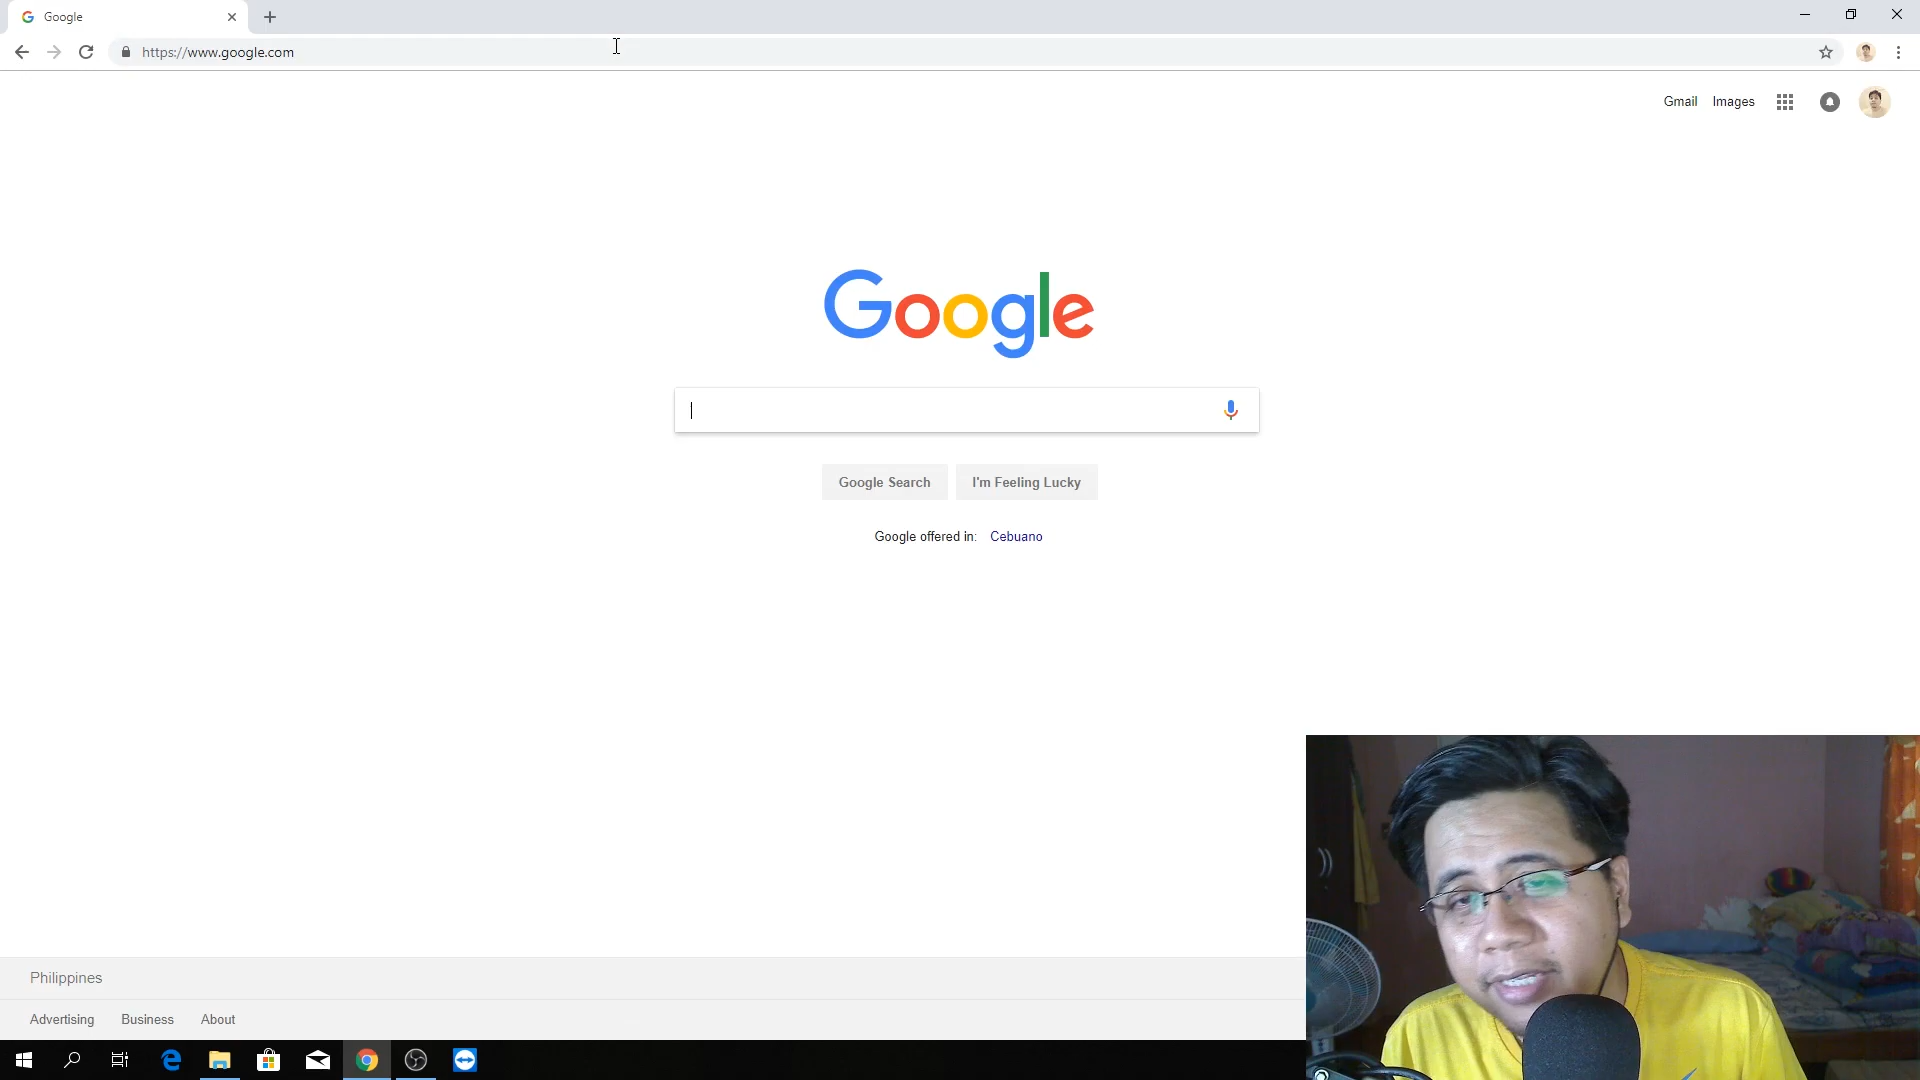 Google
https://www.google.com
Gmail Images
Google
Google Search I'm Feeling Lucky
Google offered in: Cebuano
Philippines
Advertising Business About